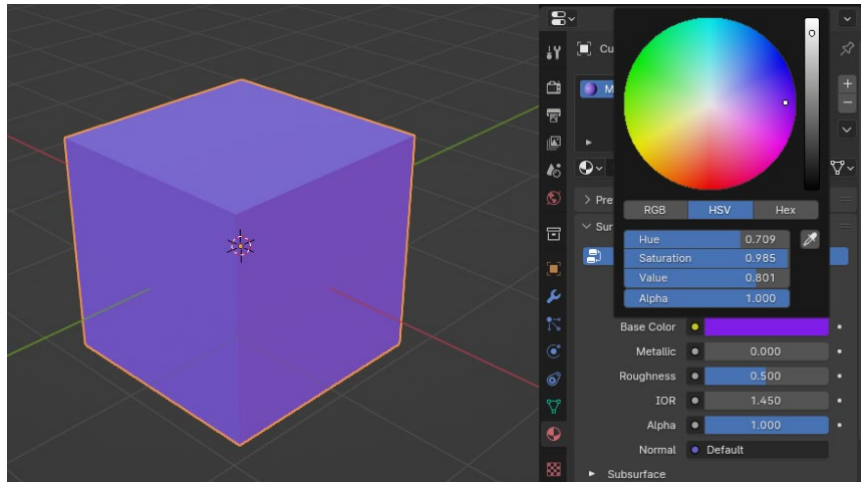 Cu
M
Pre
Sur
RGB HSV Hex
Hue 0.709
Saturation 0.985
Value 0.801
Alpha 1.000
Base Color
Metallic 0.000
Roughness 0.500
IOR 1.450
Alpha 1.000
Normal Default
Subsurface